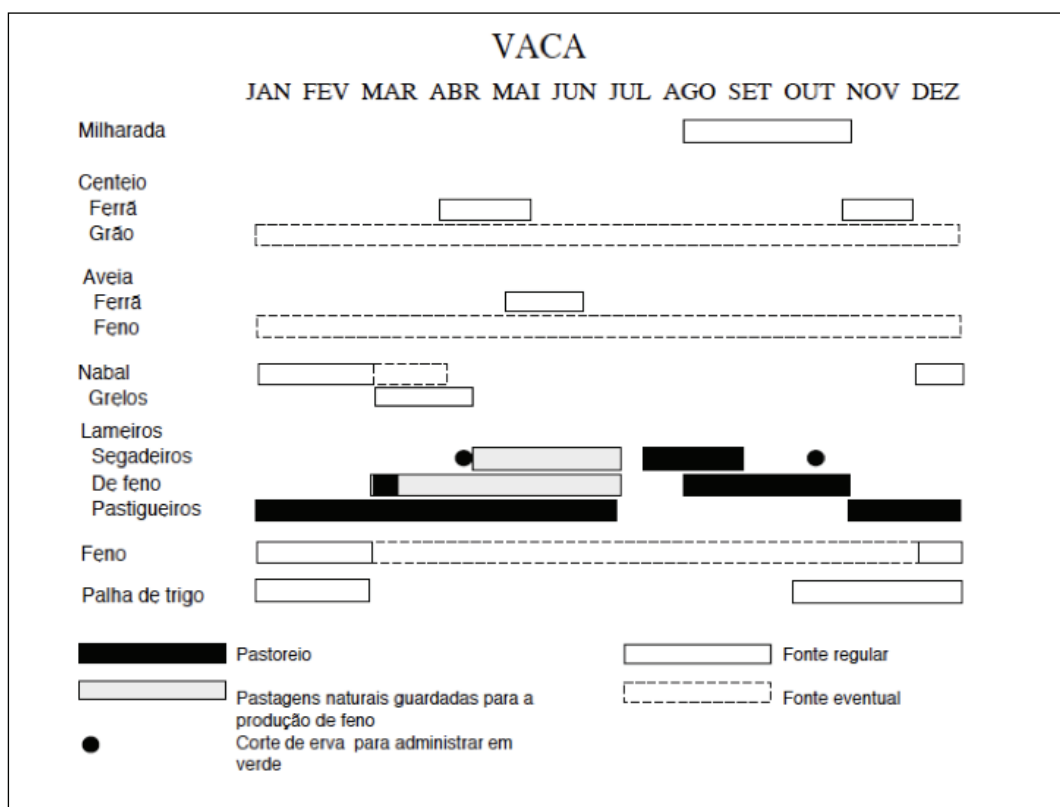 VACA
JAN FEV MAR ABR MAI JUN JUL AGO SET OUT NOV DEZ
Milharada
Centeio
Ferrã
Grão
Aveia
Ferrã
Feno
Nabal
Grelos
Lameiros
Segadeiros
De feno
Pastigueiros
Feno
Palha de trigo
Pastoreio
Fonte regular
Pastagens naturais guardadas para a
produção de feno
Fonte eventual
Corte de erva para administrar em
verde